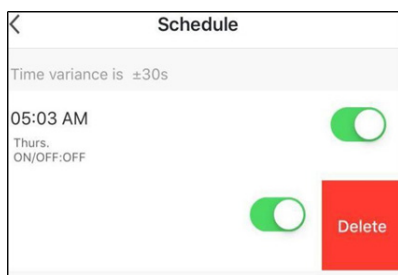 Schedule
Time variance is ±30s
05:03 AM
Thurs.
ON/OFF:OFF
Delete